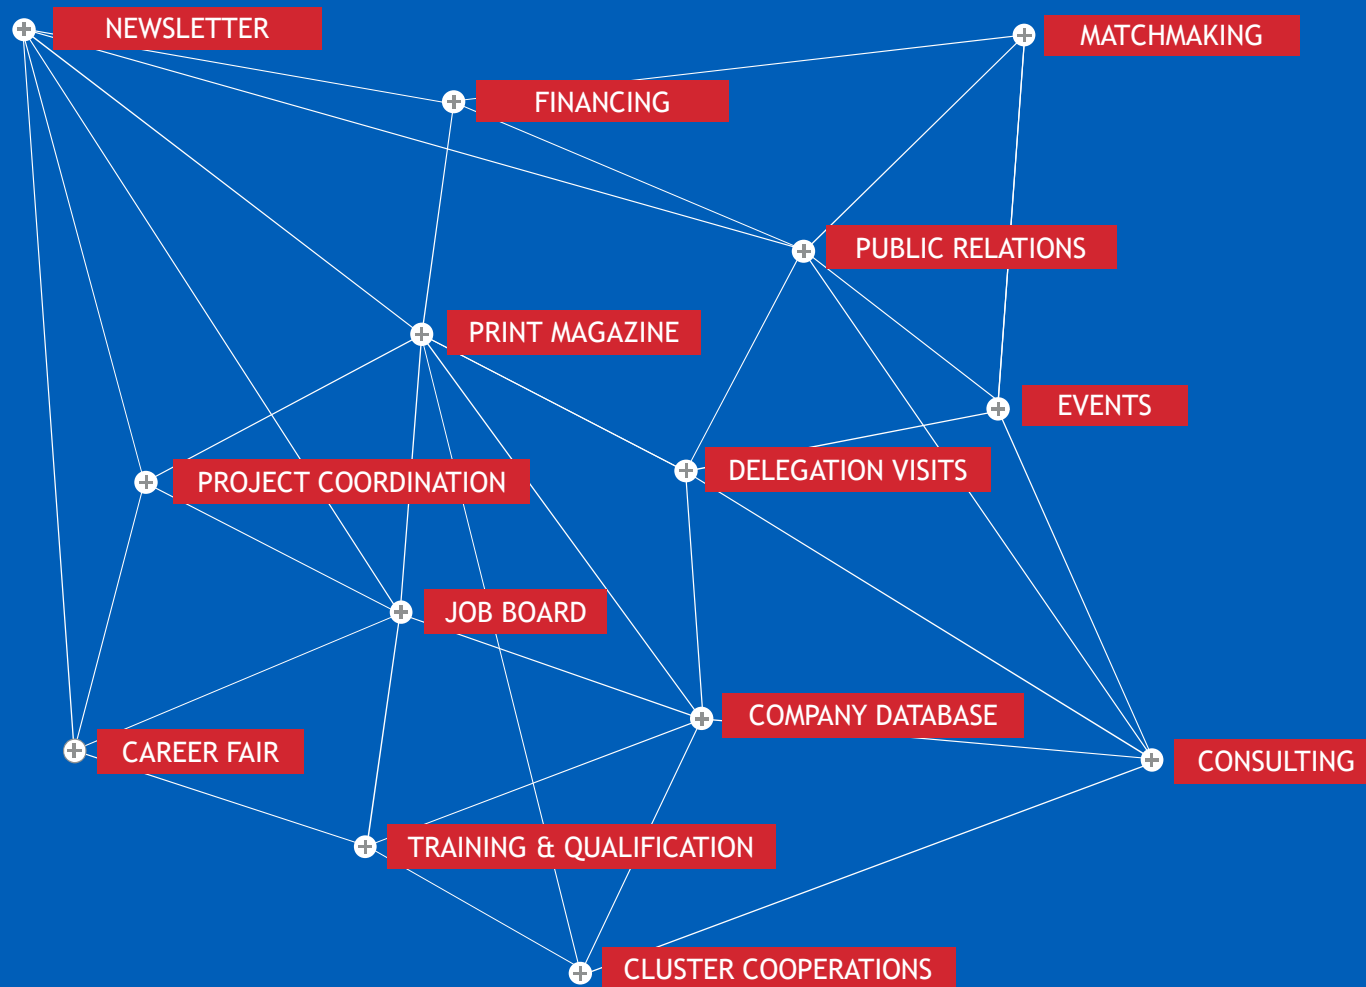 NEWSLETTER
MATCHMAKING
FINANCING
PUBLIC RELATIONS
PRINT MAGAZINE
EVENTS
DELEGATION VISITS
PROJECT COORDINATION
JOB BOARD
COMPANY DATABASE
CAREER FAIR
CONSULTING
TRAINING & QUALIFICATION
CLUSTER COOPERATIONS